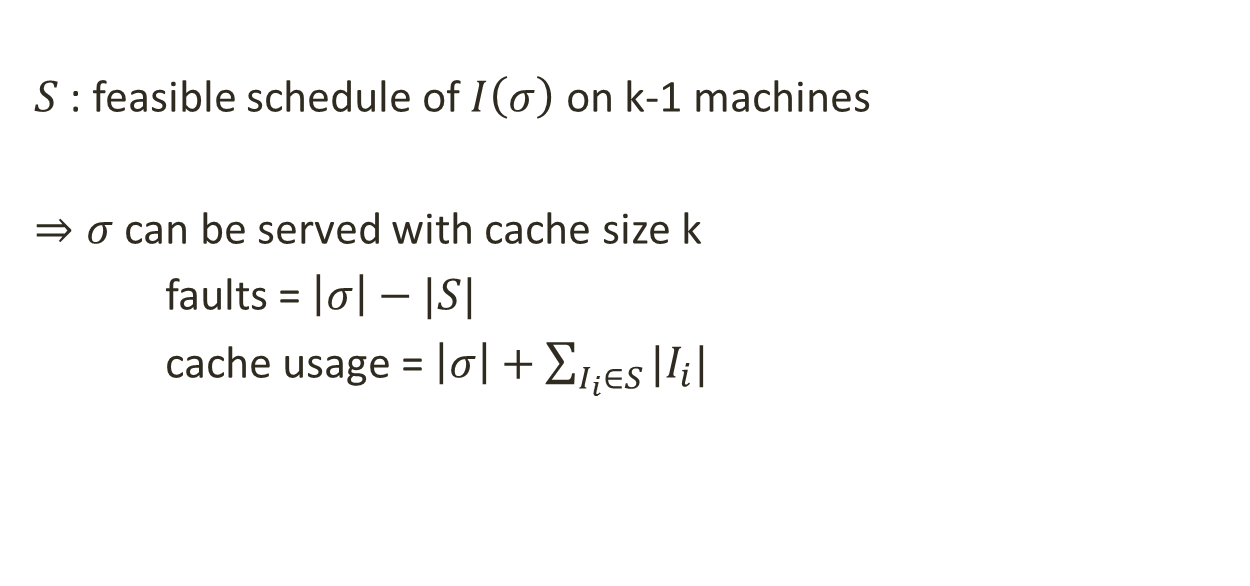 S : feasible schedule of I(σ) on k-1 machines
⇒ σ can be served with cache size k
faults = |σ| − |S|
cache usage = |σ| + ∑_{I_i∈S} |I_i|